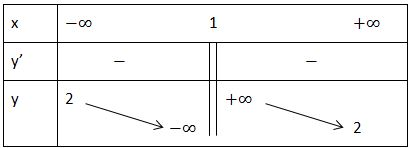 x −∞ 1 +∞
y’ − −
y 2 −∞ +∞ 2